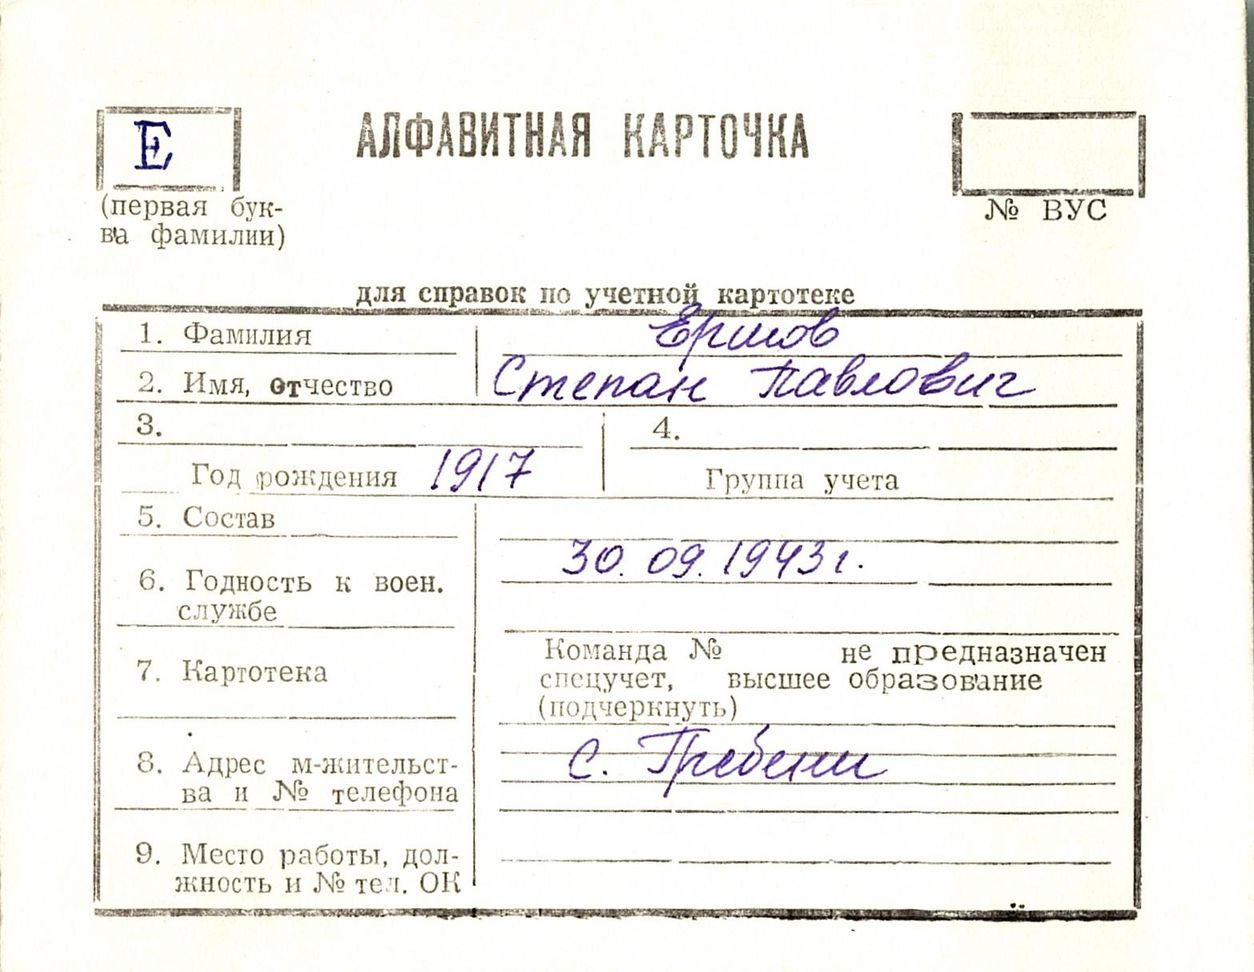 Е
АЛФАВИТНАЯ КАРТОЧКА
(первая бук-
ва фамилии)
№ ВУС
для справок по учетной картотеке
1. Фамилия Ершов
2. Имя, отчество Степан Павлович
3. 4.
Год рождения 1917 Группа учета
5. Состав
30.09.1943 г.
6. Годность к воен.
службе
Команда № не предназначен
7. Картотека
спецучет, высшее образование
(подчеркнуть)
8. Адрес м-жительст-
ва и № телефона
с. Гребени
9. Место работы, дол-
жность и № тел. ОК